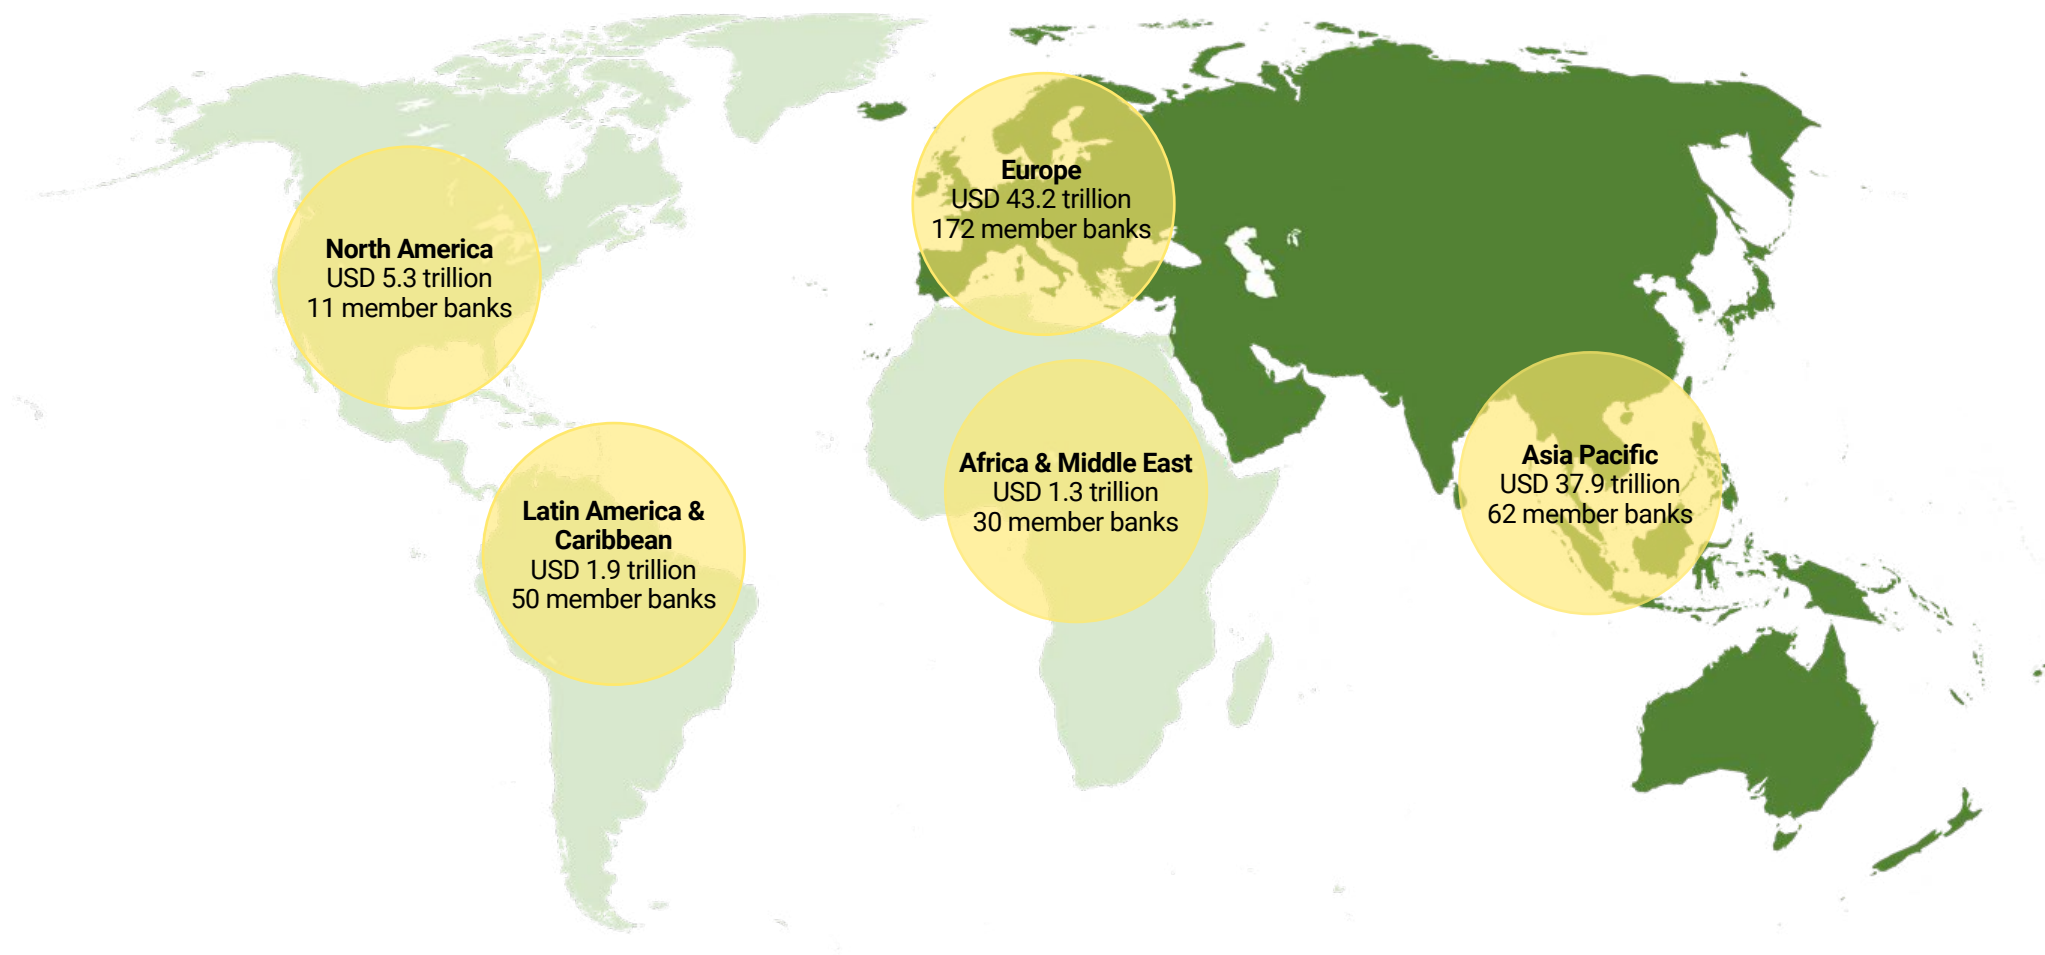 Europe
USD 43.2 trillion
172 member banks
North America
USD 5.3 trillion
11 member banks
Africa & Middle East
USD 1.3 trillion
30 member banks
Asia Pacific
USD 37.9 trillion
62 member banks
Latin America &
Caribbean
USD 1.9 trillion
50 member banks